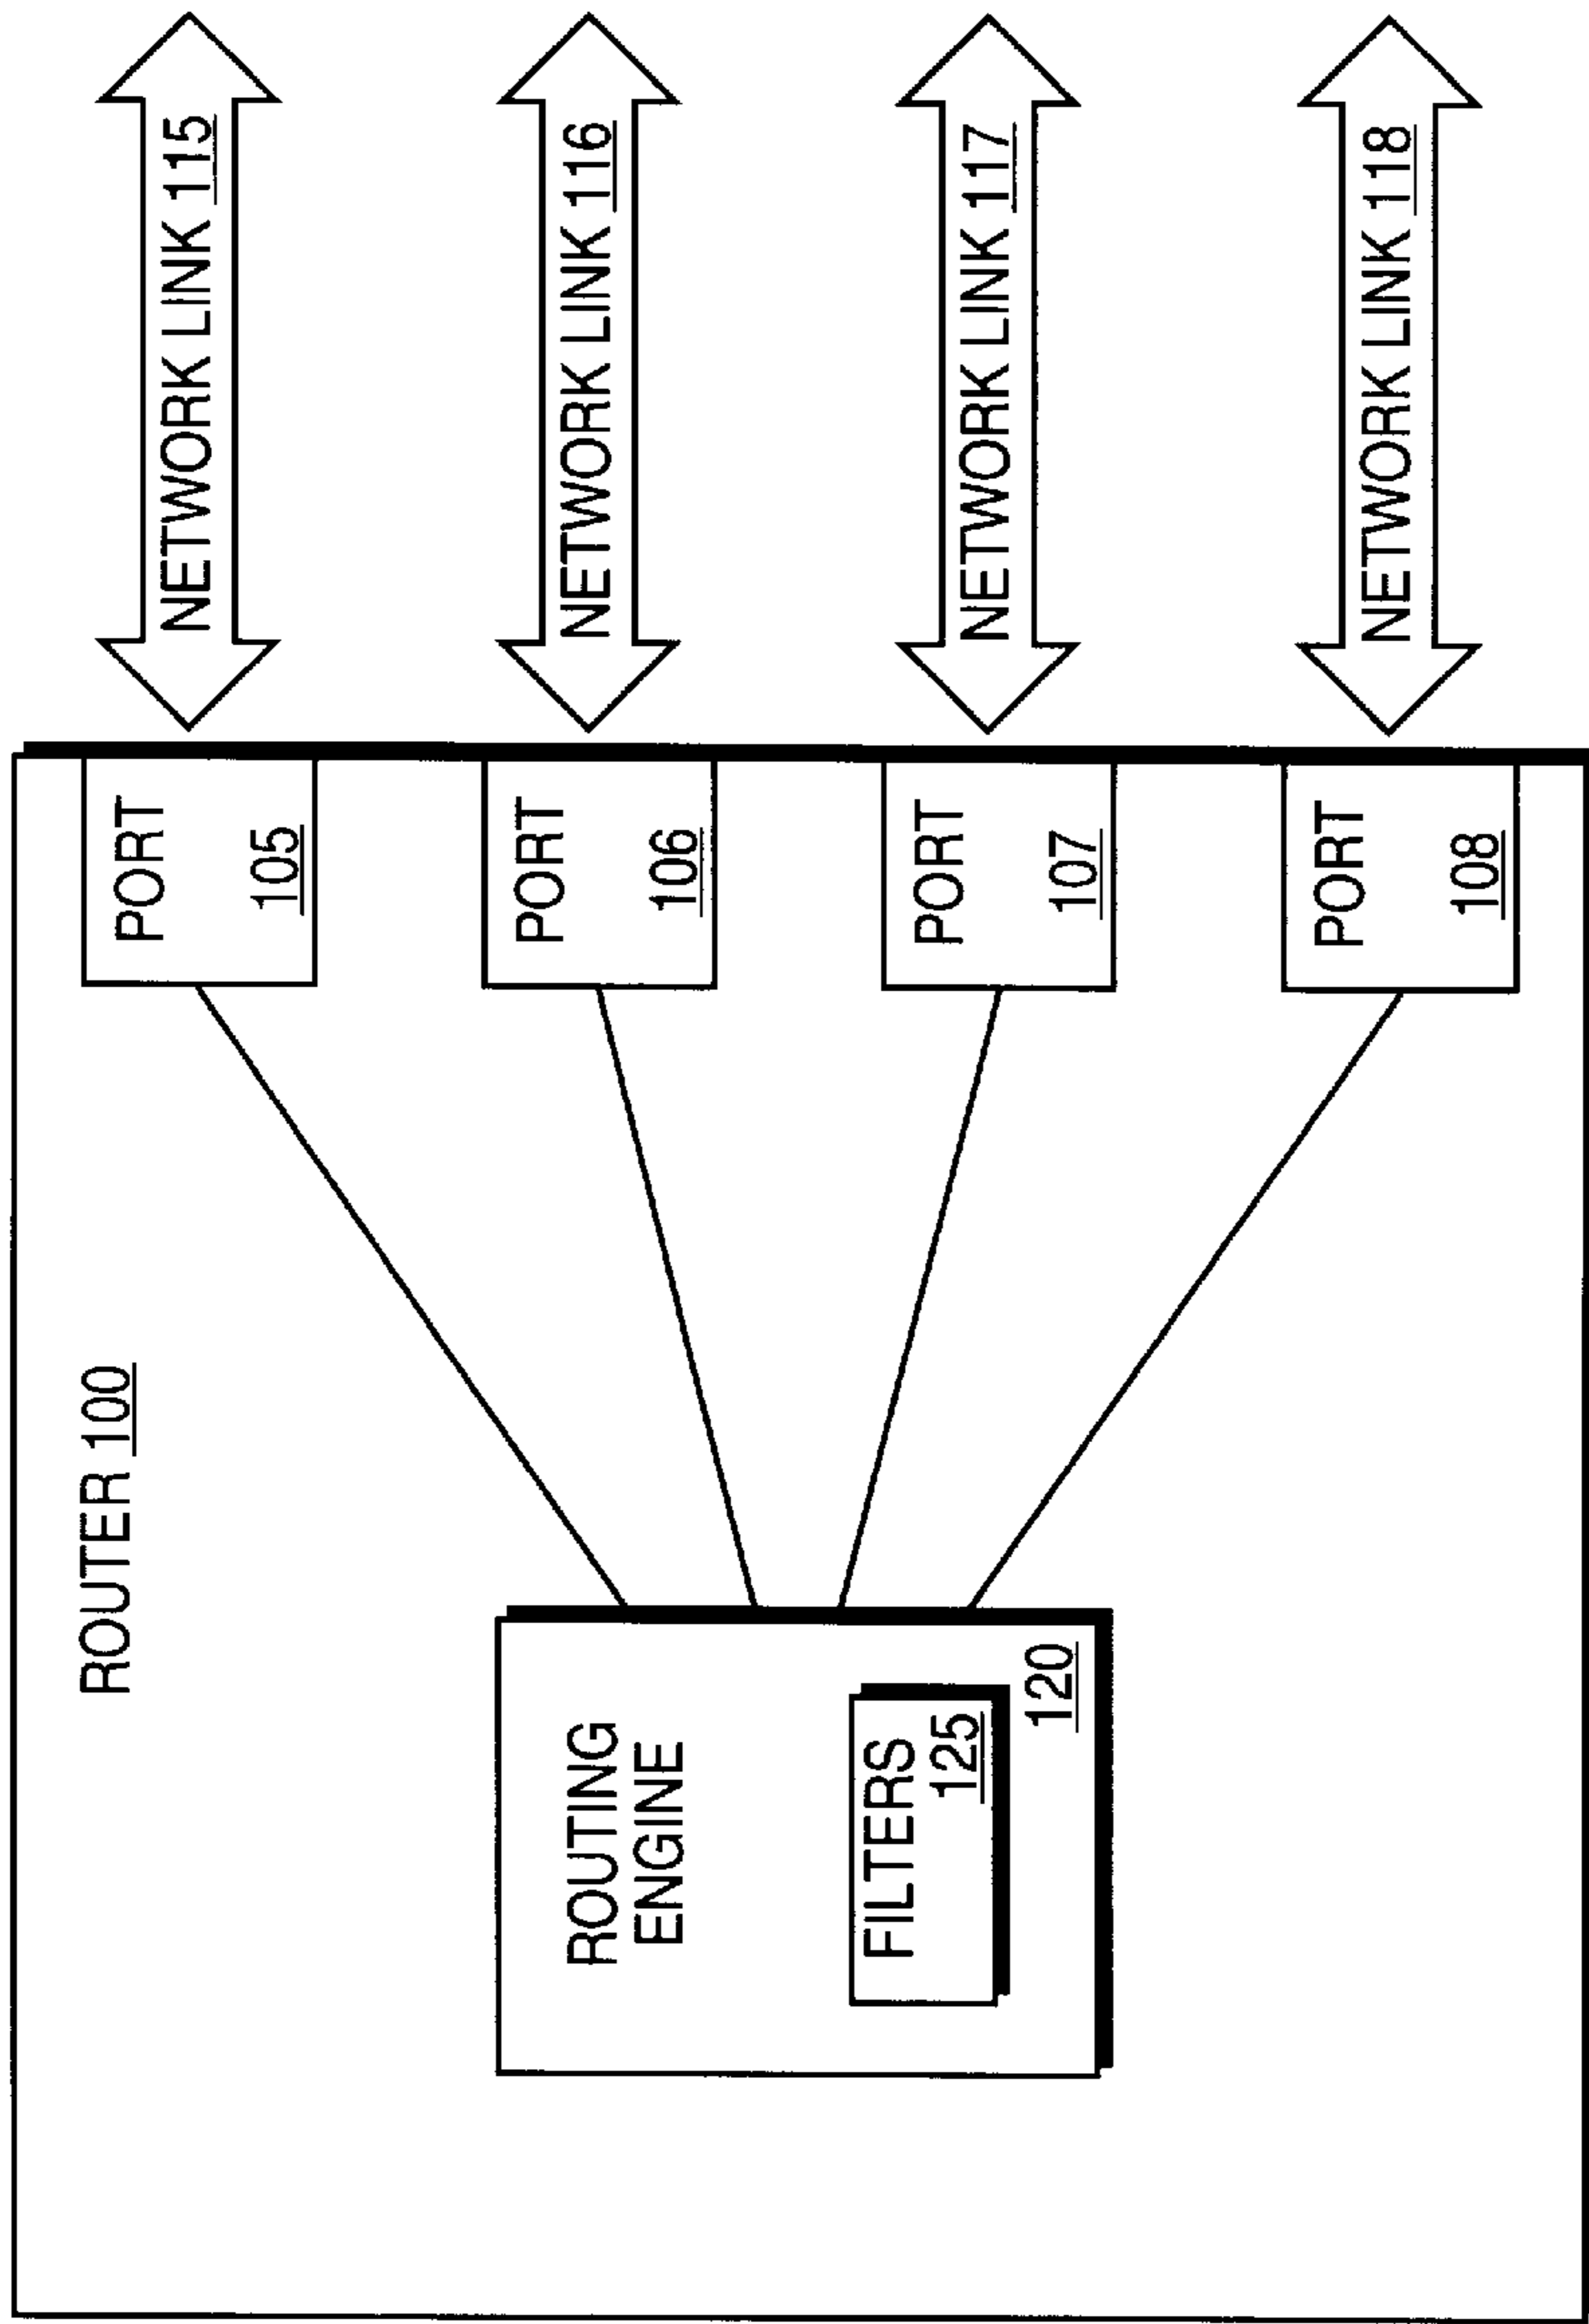 ROUTER 100
ROUTING
ENGINE
FILTERS
125
120
PORT
105
PORT
106
PORT
107
PORT
108
NETWORK LINK 115
NETWORK LINK 116
NETWORK LINK 117
NETWORK LINK 118